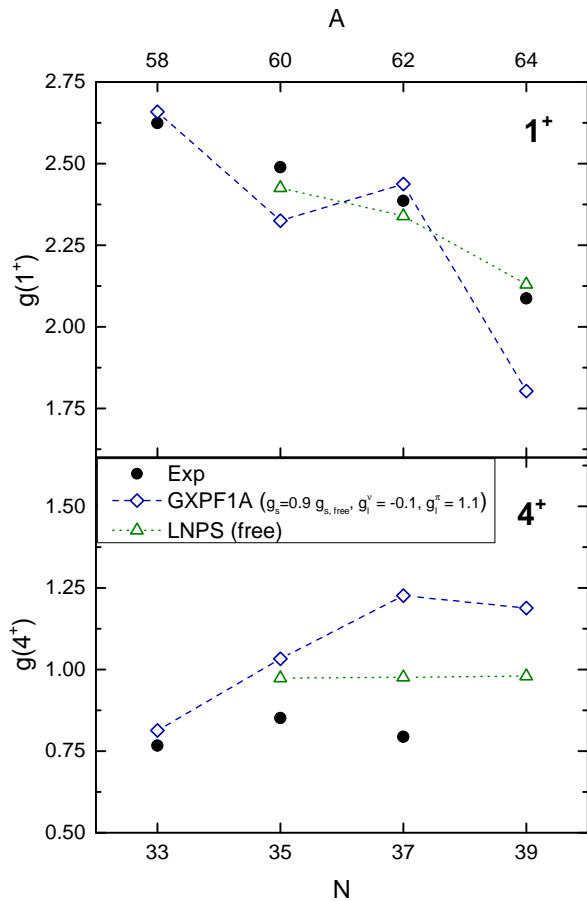 A
58 60 62 64
2.75
1⁺
2.50
2.25
g(1⁺)
2.00
1.75
Exp
GXPF1A (gₛ=0.9 gₛ, free, gₗ^ν = -0.1, gₗ^π = 1.1)
LNPS (free)
1.50
4⁺
1.25
g(4⁺)
1.00
0.75
0.50
33 35 37 39
N